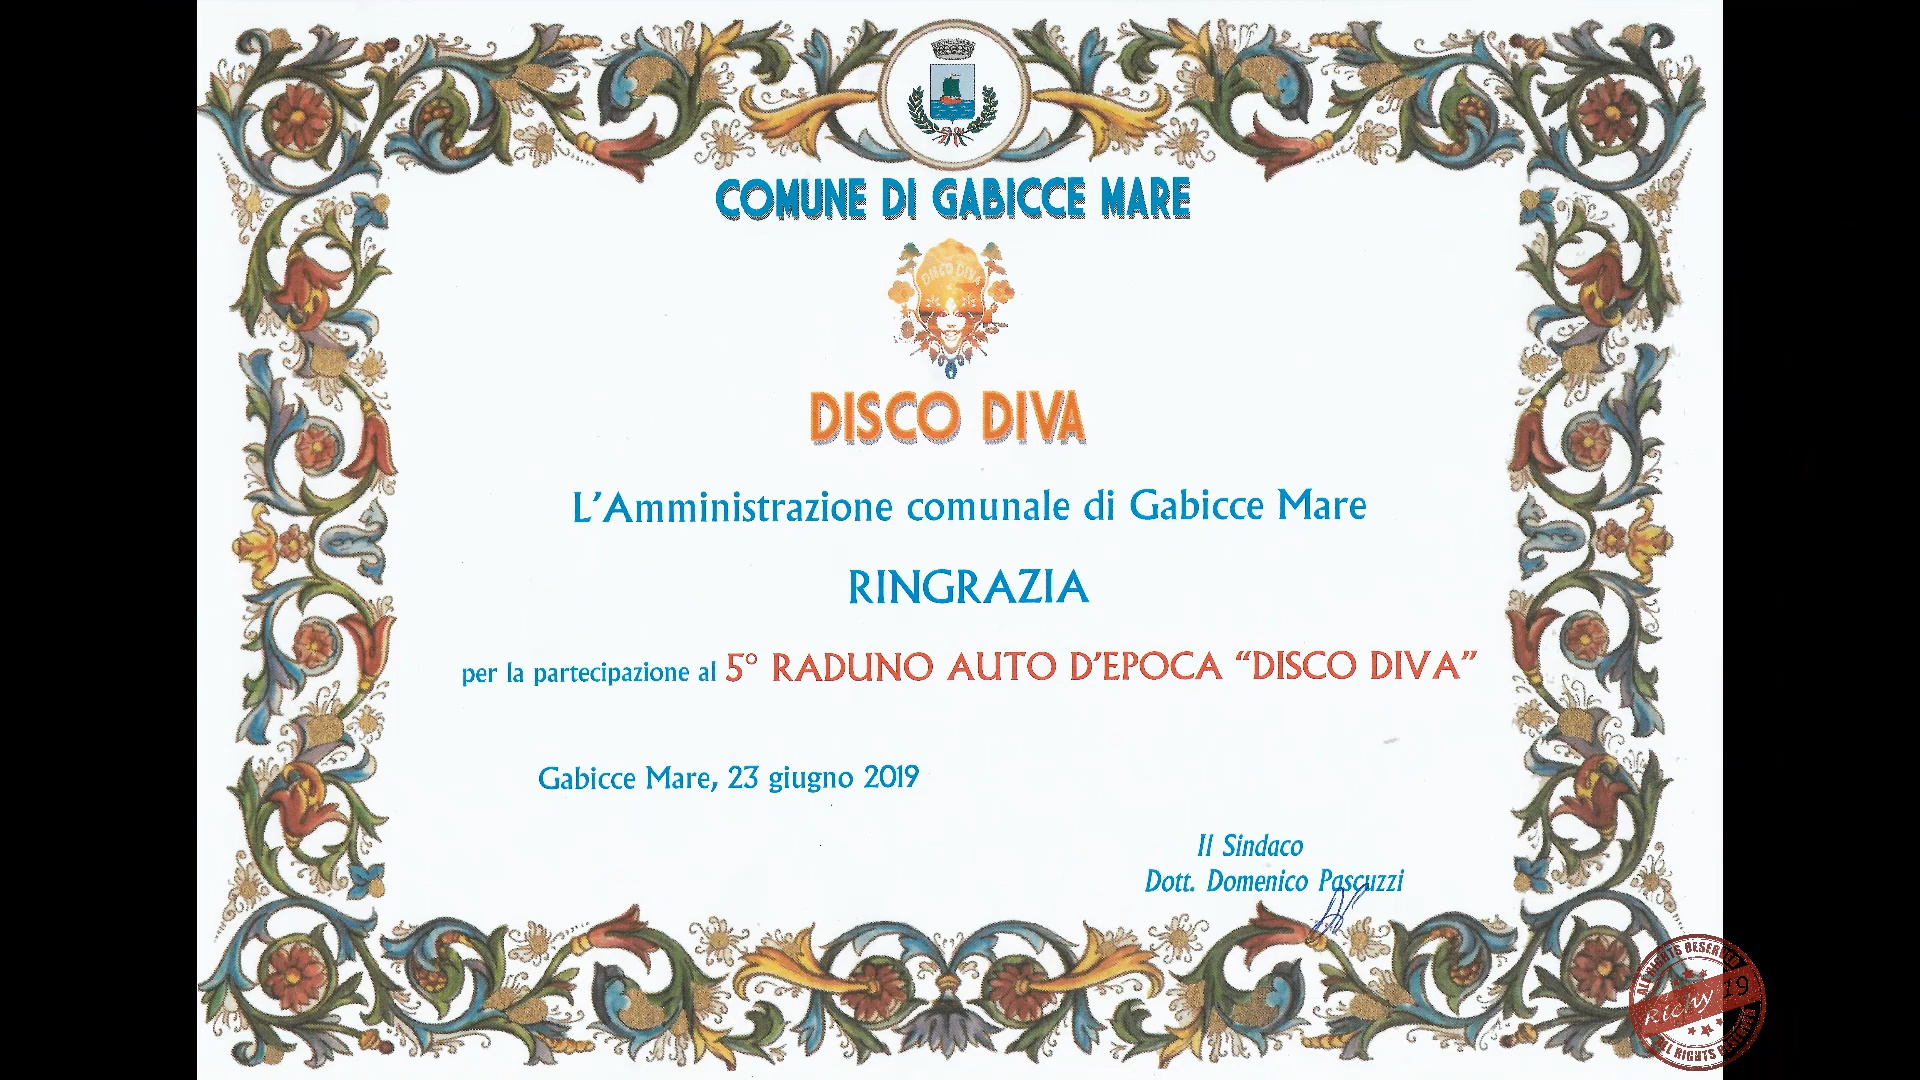 COMUNE DI GABICCE MARE
DISCO DIVA
DISCO DIVA
L'Amministrazione comunale di Gabicce Mare
RINGRAZIA
per la partecipazione al 5° RADUNO AUTO D'EPOCA “DISCO DIVA”
Gabicce Mare, 23 giugno 2019
Il Sindaco
Dott. Domenico Pascuzzi
ALL RIGHTS RESERVED
Richy 19
ALL RIGHTS RESERVED